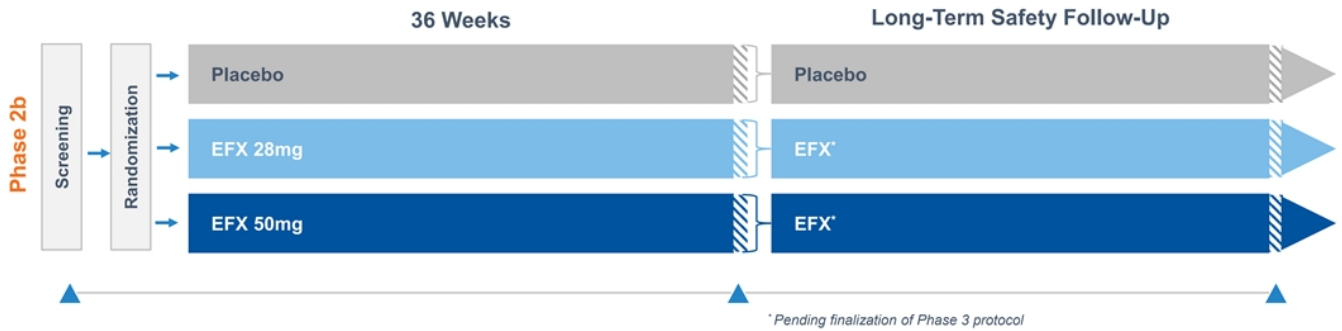 36 Weeks
Long-Term Safety Follow-Up
Phase 2b
Screening
Randomization
Placebo
Placebo
EFX 28mg
EFX*
EFX 50mg
EFX*
* Pending finalization of Phase 3 protocol